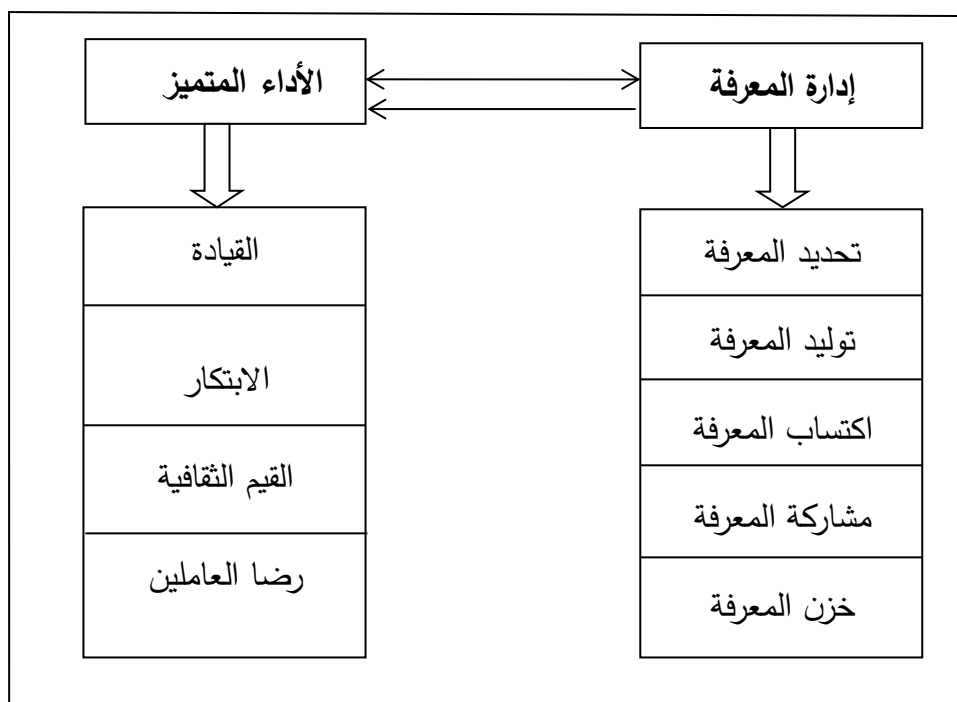 إدارة المعرفة
الأداء المتميز
تحديد المعرفة
توليد المعرفة
اكتساب المعرفة
مشاركة المعرفة
خزن المعرفة
القيادة
الابتكار
القيم الثقافية
رضا العاملين